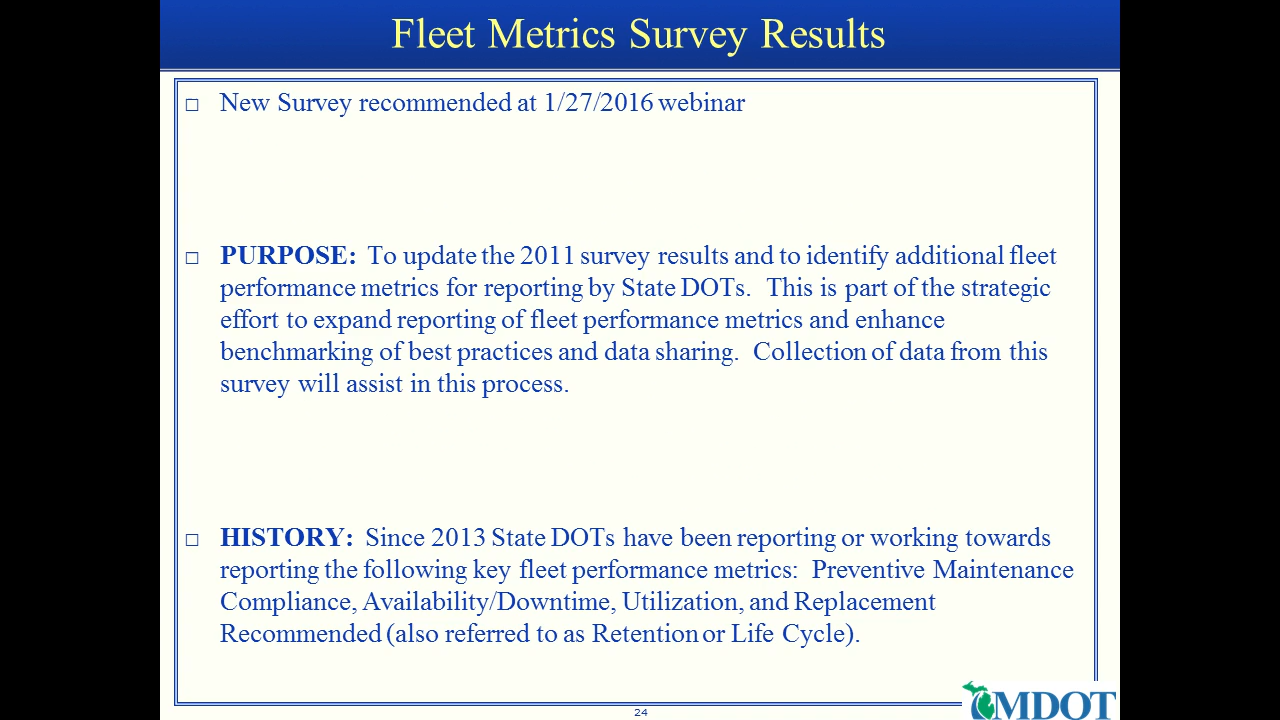 Fleet Metrics Survey Results
□ New Survey recommended at 1/27/2016 webinar
□ PURPOSE: To update the 2011 survey results and to identify additional fleet
performance metrics for reporting by State DOTs. This is part of the strategic
effort to expand reporting of fleet performance metrics and enhance
benchmarking of best practices and data sharing. Collection of data from this
survey will assist in this process.
□ HISTORY: Since 2013 State DOTs have been reporting or working towards
reporting the following key fleet performance metrics: Preventive Maintenance
Compliance, Availability/Downtime, Utilization, and Replacement
Recommended (also referred to as Retention or Life Cycle).
24
MDOT